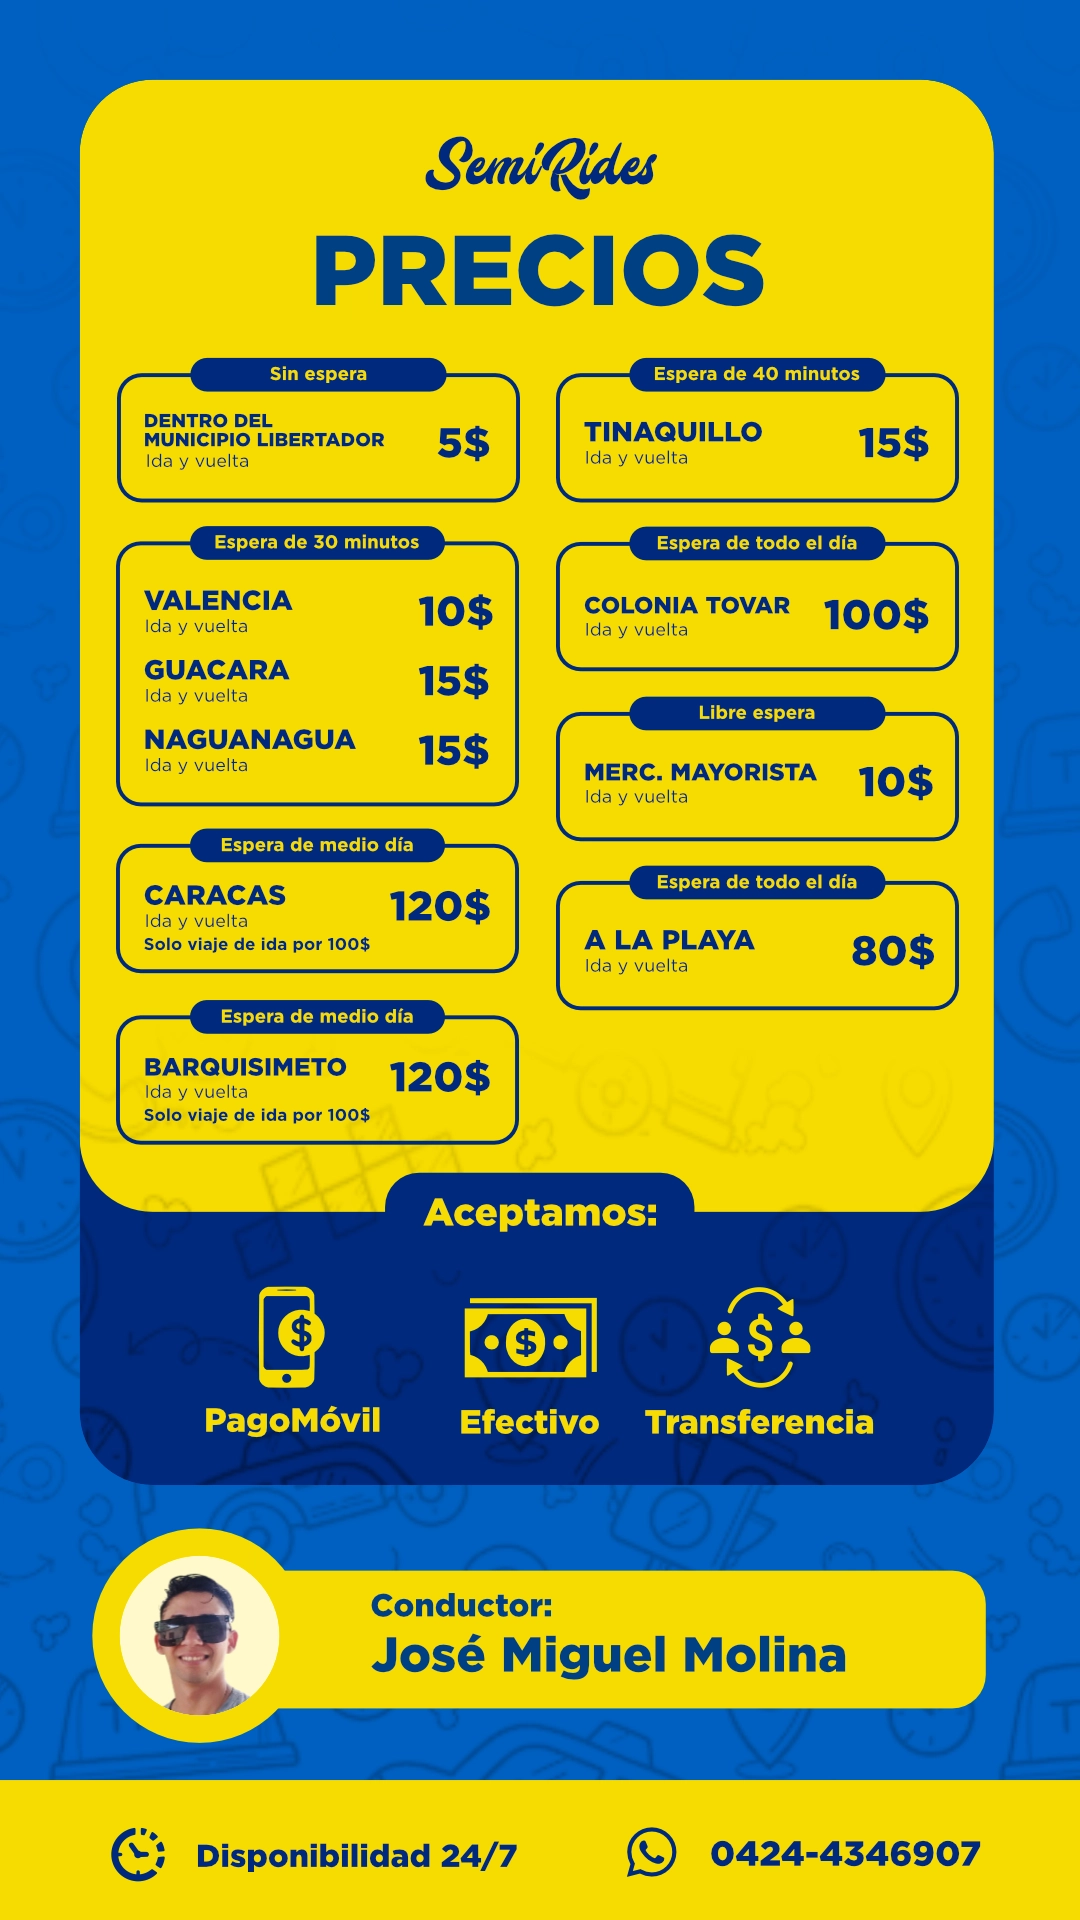 SemiRides
PRECIOS
Sin espera
DENTRO DEL
MUNICIPIO LIBERTADOR
5$
Ida y vuelta
Espera de 30 minutos
VALENCIA
10$
Ida y vuelta
GUACARA
15$
Ida y vuelta
NAGUANAGUA
15$
Ida y vuelta
Espera de medio día
CARACAS
120$
Ida y vuelta
Solo viaje de ida por 100$
Espera de medio día
BARQUISIMETO
120$
Ida y vuelta
Solo viaje de ida por 100$
Espera de 40 minutos
TINAQUILLO
15$
Ida y vuelta
Espera de todo el día
COLONIA TOVAR
100$
Ida y vuelta
Libre espera
MERC. MAYORISTA
10$
Ida y vuelta
Espera de todo el día
A LA PLAYA
80$
Ida y vuelta
Aceptamos:
PagoMóvil
Efectivo
Transferencia
Conductor:
José Miguel Molina
Disponibilidad 24/7
0424-4346907